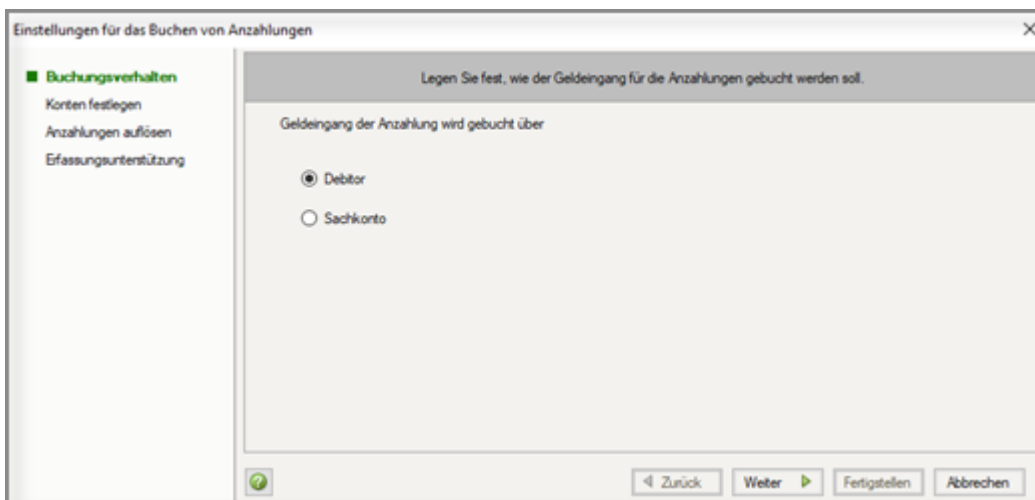 Einstellungen für das Buchen von Anzahlungen
Buchungsverhalten
Konten festlegen
Anzahlungen auflösen
Erfassungsunterstützung
Legen Sie fest, wie der Geldeingang für die Anzahlungen gebucht werden soll.
Geldeingang der Anzahlung wird gebucht über
Debitor
Sachkonto
Zurück
Weiter
Fertigstellen
Abbrechen